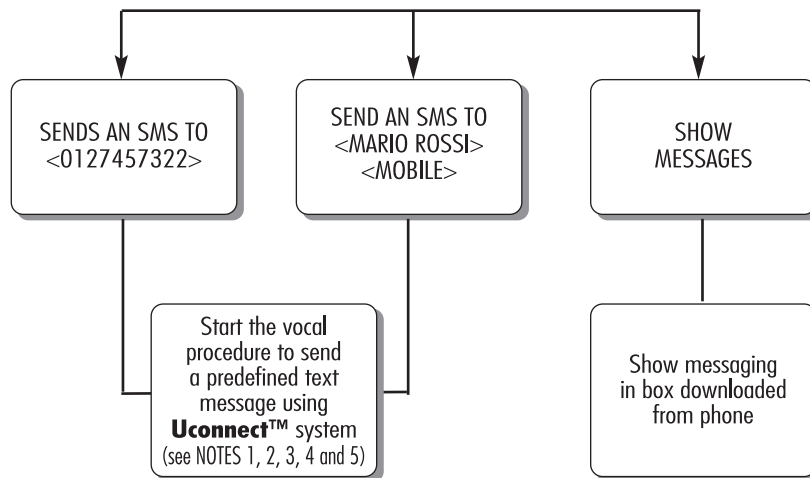 SENDS AN SMS TO
<0127457322>
SEND AN SMS TO
<MARIO ROSSI>
<MOBILE>
SHOW
MESSAGES
Start the vocal
procedure to send
a predefined text
message using
Uconnect™ system
(see NOTES 1, 2, 3, 4 and 5)
Show messaging
in box downloaded
from phone